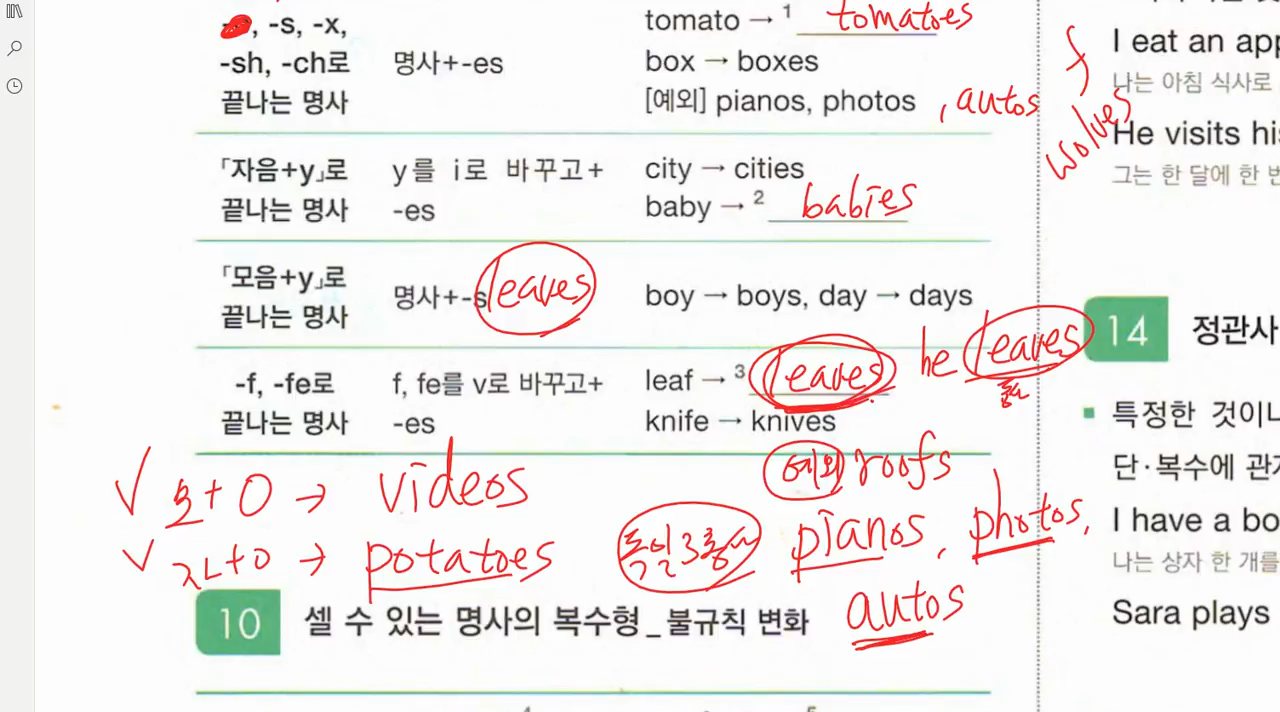 , -s, -x, tomato → ¹ tomatoes
-sh, -ch로 명사+-es box → boxes
끝나는 명사 [예외] pianos, photos , autos
「자음+y」로 y를 i로 바꾸고+ city → cities
끝나는 명사 -es baby → ² babies
「모음+y」로
명사+-s leaves boy → boys, day → days
끝나는 명사
-f, -fe로 f, fe를 v로 바꾸고+ leaf → ³ leaves he leaves
끝나는 명사 -es knife → knives
예외 roofs
모+o → videos
자+o → potatoes pianos, photos,
autos
10 셀 수 있는 명사의 복수형_불규칙 변화
f
wolves
I eat an app
나는 아침 식사로
He visits his
그는 한 달에 한 번
14 정관사
특정한 것이나
단·복수에 관계
I have a bo
나는 상자 한 개를
Sara plays